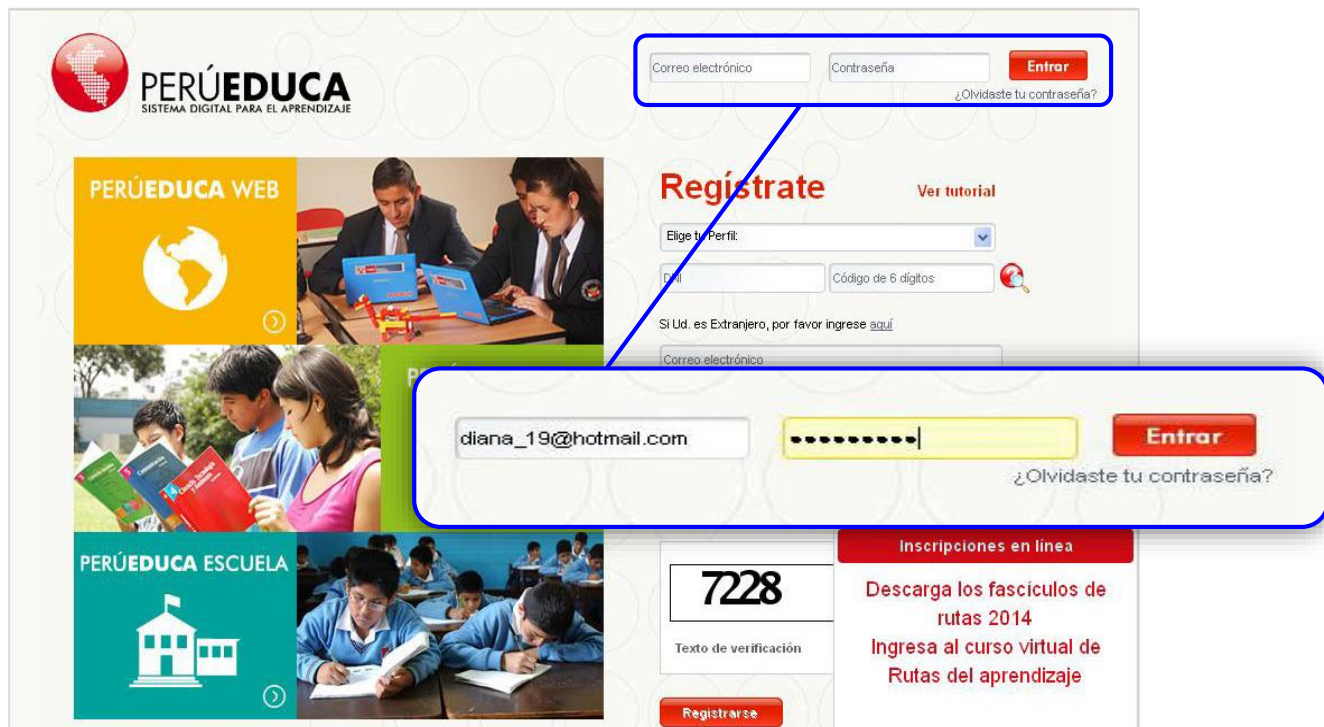 PERÚEDUCA
SISTEMA DIGITAL PARA EL APRENDIZAJE
Correo electrónico
Contraseña
Entrar
¿Olvidaste tu contraseña?
PERÚEDUCA WEB
Regístrate
Ver tutorial
Elige tu Perfil:
DNI
Código de 6 dígitos
Si Ud. es Extranjero, por favor ingrese aquí
Correo electrónico
diana_19@hotmail.com
•••••••••
Entrar
¿Olvidaste tu contraseña?
PERÚEDUCA ESCUELA
7228
Texto de verificación
Registrarse
Inscripciones en línea
Descarga los fascículos de
rutas 2014
Ingresa al curso virtual de
Rutas del aprendizaje